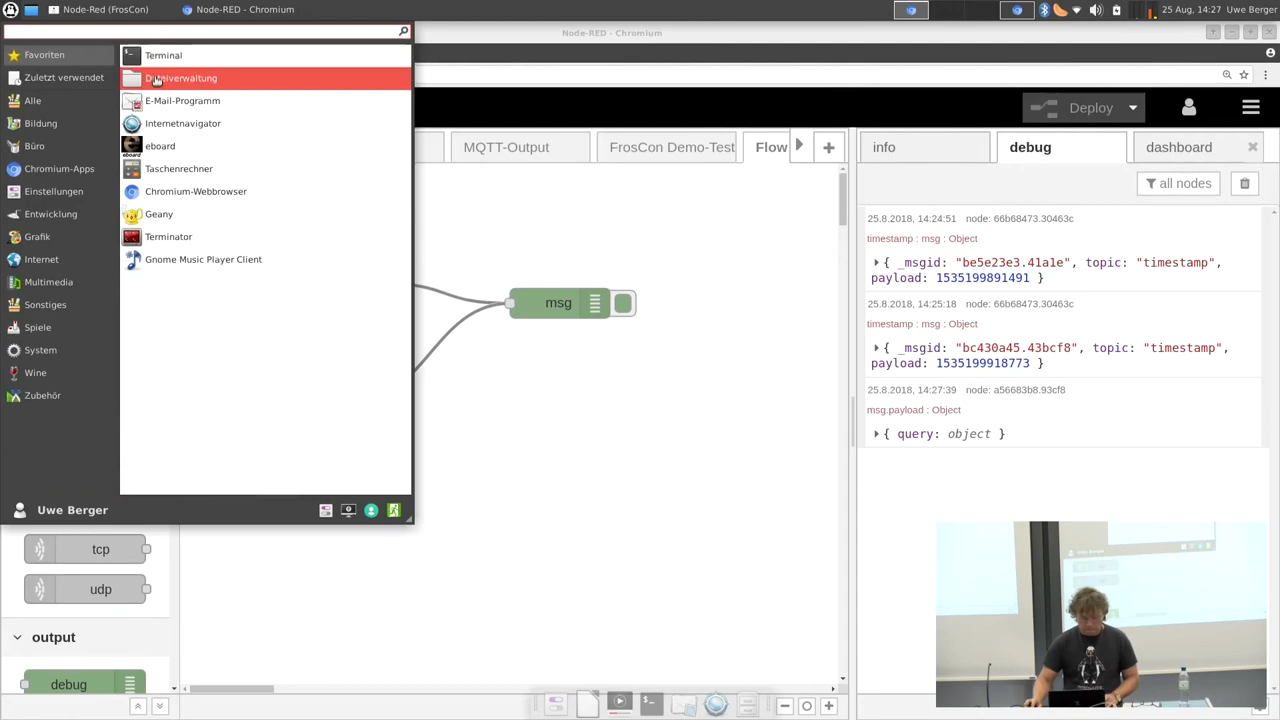 Node-Red (FrosCon)
Node-RED - Chromium
25 Aug, 14:27 Uwe Berger
Node-RED - Chromium
Favoriten
Zuletzt verwendet
Alle
Bildung
Büro
Chromium-Apps
Einstellungen
Entwicklung
Grafik
Internet
Multimedia
Sonstiges
Spiele
System
Wine
Zubehör
Terminal
Dateiverwaltung
E-Mail-Programm
Internetnavigator
eboard
Taschenrechner
Chromium-Webbrowser
Geany
Terminator
Gnome Music Player Client
Uwe Berger
Deploy
MQTT-Output
FrosCon Demo-Test
Flow
msg
tcp
udp
output
debug
info
debug
dashboard
all nodes
25.8.2018, 14:24:51 node: 66b68473.30463c
timestamp : msg : Object
{ _msgid: "be5e23e3.41a1e", topic: "timestamp",
payload: 1535199891491 }
25.8.2018, 14:25:18 node: 66b68473.30463c
timestamp : msg : Object
{ _msgid: "bc430a45.43bcf8", topic: "timestamp",
payload: 1535199918773 }
25.8.2018, 14:27:39 node: a56683b8.93cf8
msg.payload : Object
{ query: object }